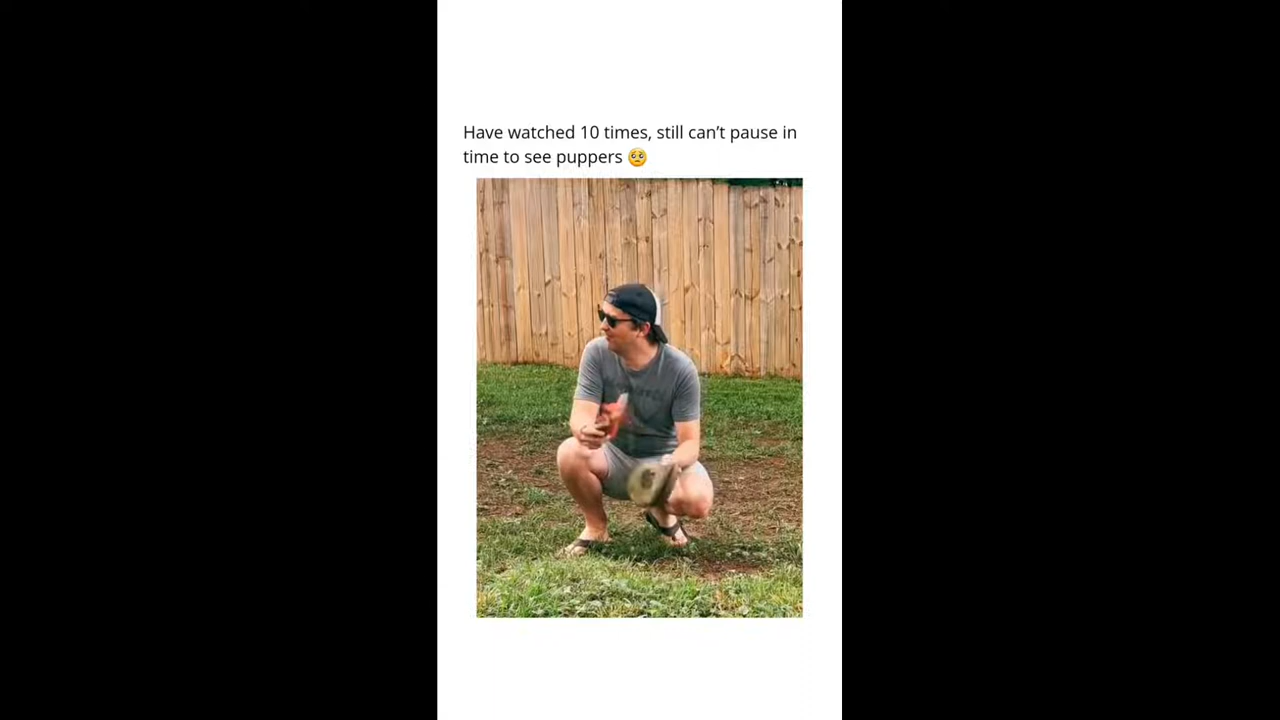 Have watched 10 times, still can’t pause in
time to see puppers 🥺